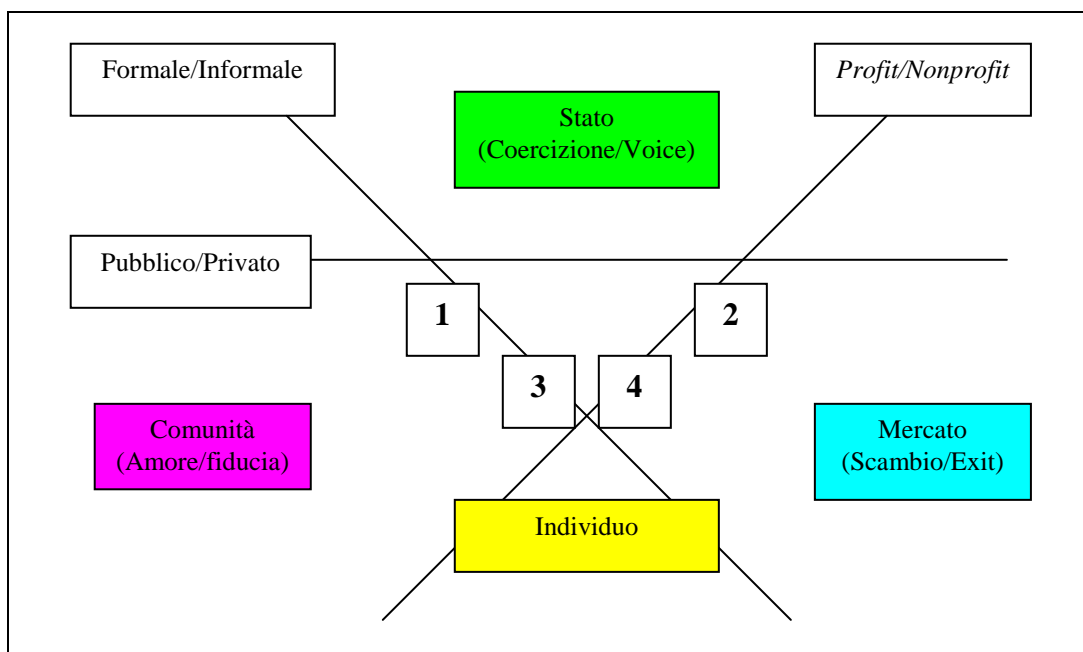 Formale/Informale
Profit/Nonprofit
Stato
(Coercizione/Voice)
Pubblico/Privato
1
2
3
4
Comunità
(Amore/fiducia)
Mercato
(Scambio/Exit)
Individuo